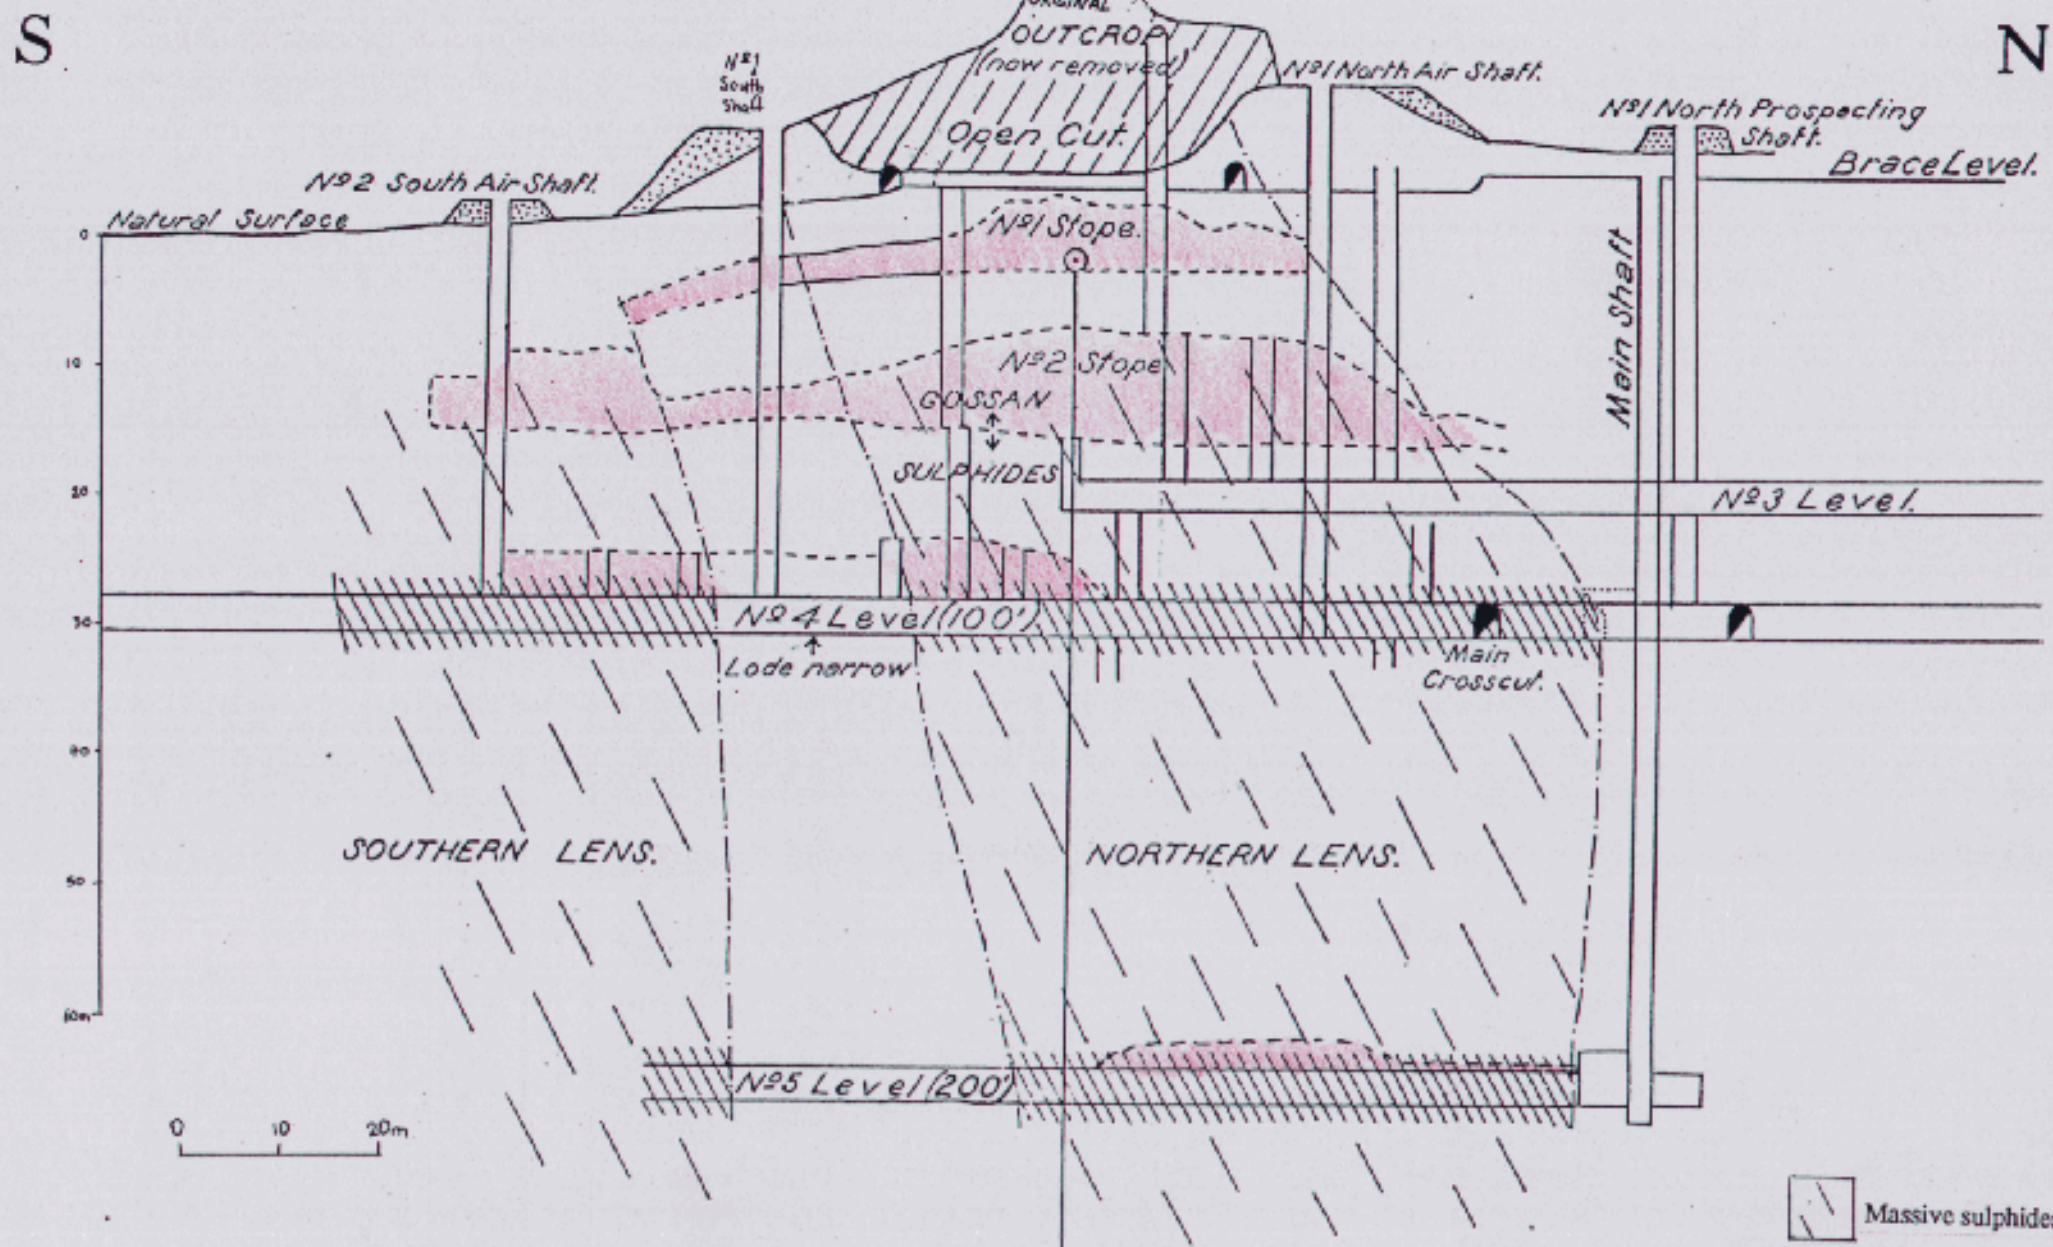 S
N
ORIGINAL
OUTCROP
(now removed)
Open Cut.
Nº1
South
Shaft
Nº1 North Air Shaft.
Nº1 North Prospecting
Shaft.
Brace Level.
Nº2 South Air Shaft.
Natural Surface
Nº1 Stope.
Main Shaft
Nº2 Stope
GOSSAN
SULPHIDES
Nº3 Level.
Nº4 Level (100').
Lode narrow
Main
Crosscut.
SOUTHERN LENS.
NORTHERN LENS.
Nº5 Level (200')
0
10
20
30
40
50
60m
0 10 20m
Massive sulphides